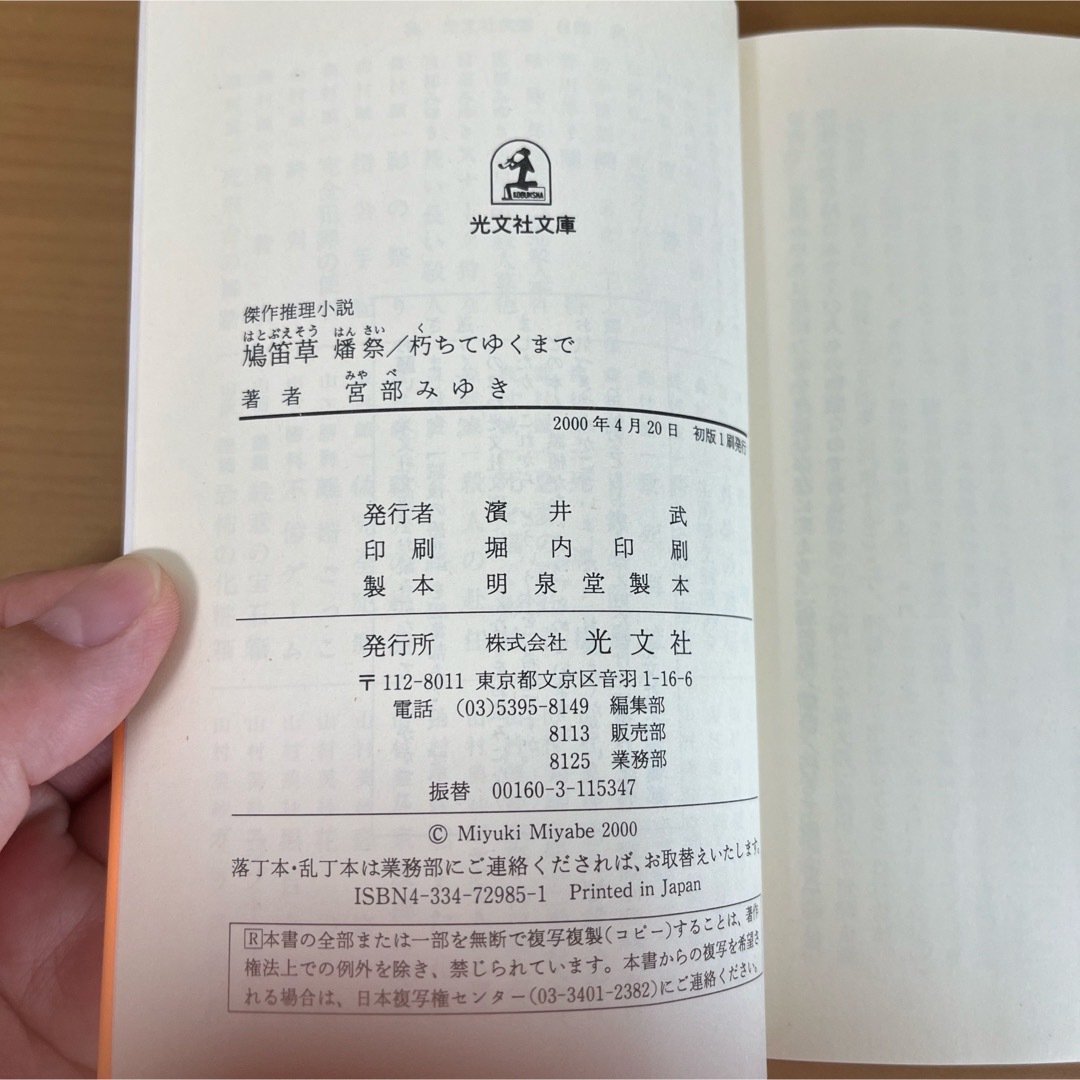 KOBUNSHA
光文社文庫
傑作推理小説
はとぶえそう はんさい く
鳩笛草 燔祭/朽ちてゆくまで
みや べ
著者 宮部みゆき
2000年4月20日 初版1刷発行
発行者 濱井武
印刷 堀内印刷
製本 明泉堂製本
発行所 株式会社 光文社
〒112-8011 東京都文京区音羽1-16-6
電話 (03)5395-8149 編集部
8113 販売部
8125 業務部
振替 00160-3-115347
© Miyuki Miyabe 2000
落丁本・乱丁本は業務部にご連絡くだされば、お取替えいたします。
ISBN4-334-72985-1 Printed in Japan
R本書の全部または一部を無断で複写複製(コピー)することは、著作
権法上での例外を除き、禁じられています。本書からの複写を希望さ
れる場合は、日本複写権センター(03-3401-2382)にご連絡ください。